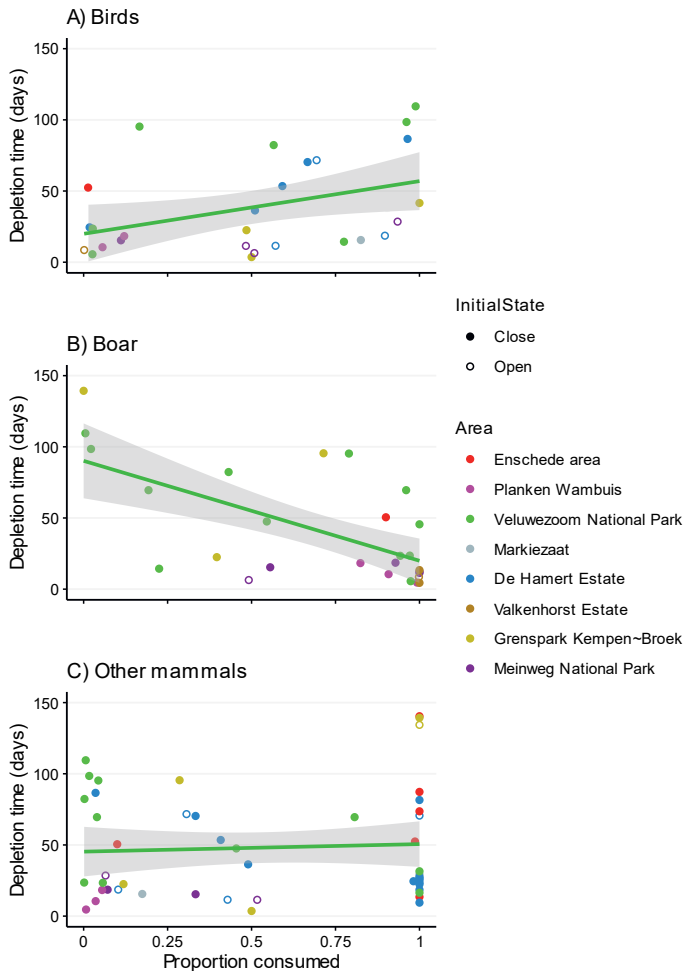 A) Birds
150
100
50
0
Depletion time (days)
InitialState
Close
Open
B) Boar
150
100
50
0
Depletion time (days)
Area
Enschede area
Planken Wambuis
Veluwezoom National Park
Markiezaat
De Hamert Estate
Valkenhorst Estate
Grenspark Kempen~Broek
Meinweg National Park
C) Other mammals
150
100
50
0
Depletion time (days)
0 0.25 0.5 0.75 1
Proportion consumed